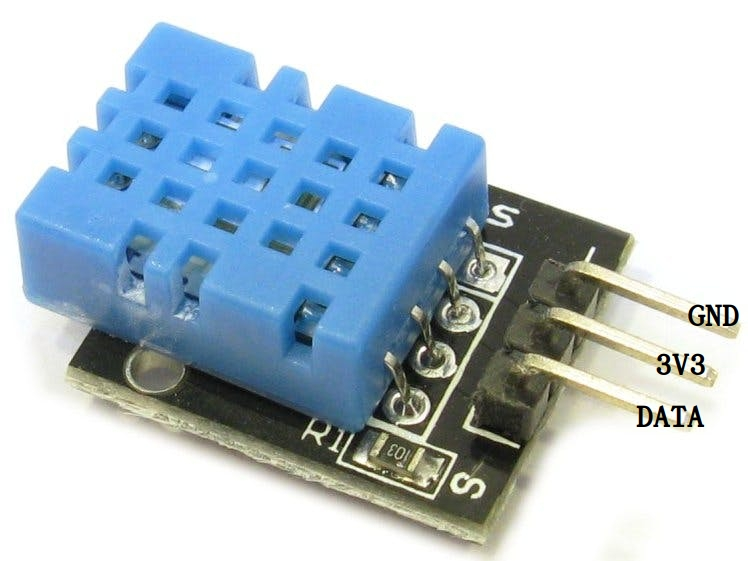 S
GND
3V3
DATA
R1
103
S